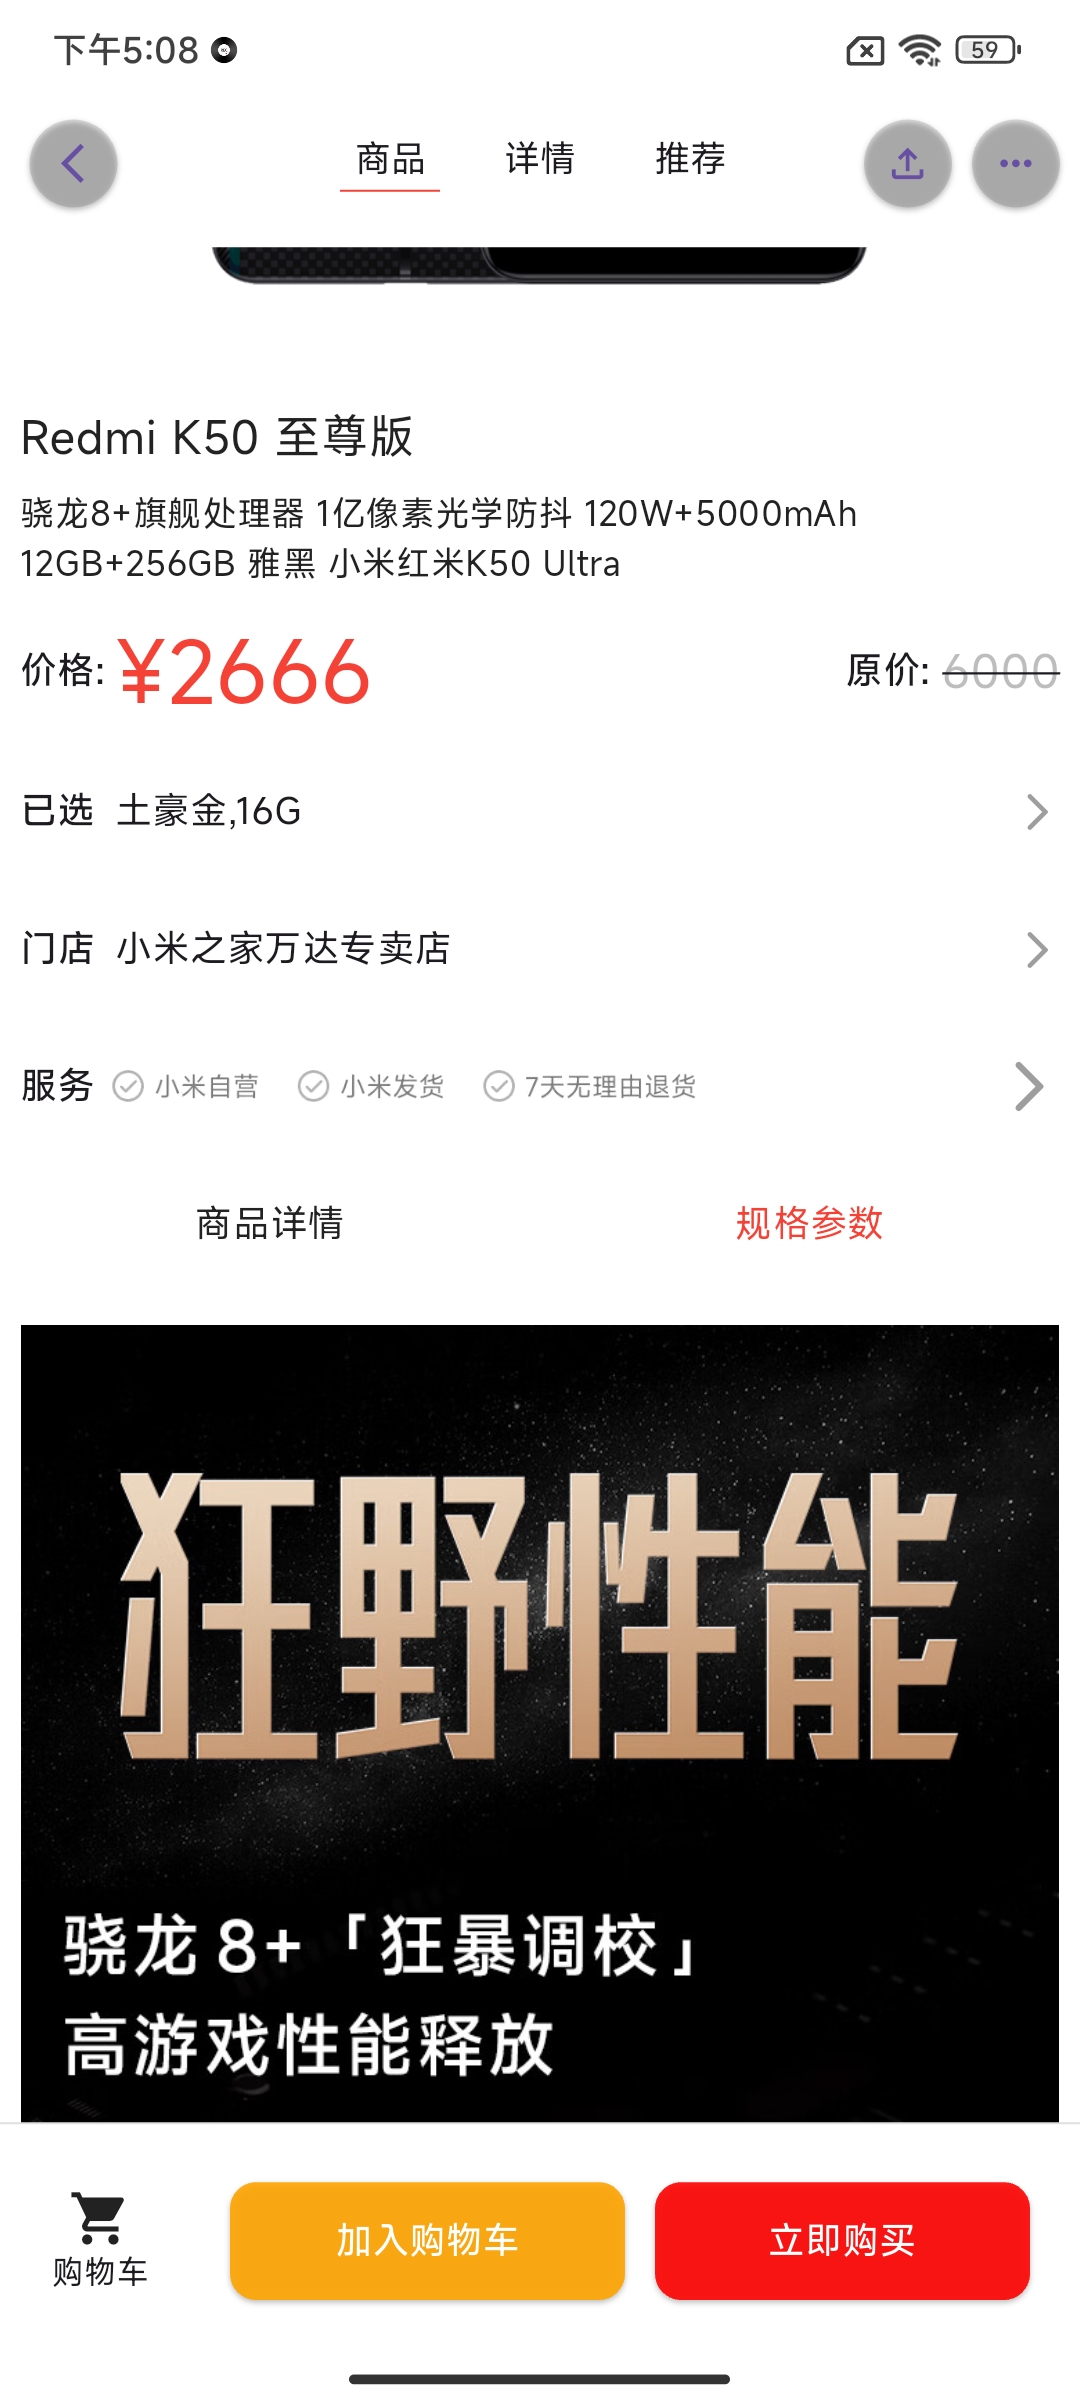 下午5:08
59
商品 详情 推荐
Redmi K50 至尊版
骁龙8+旗舰处理器 1亿像素光学防抖 120W+5000mAh
12GB+256GB 雅黑 小米红米K50 Ultra
价格: ¥2666 原价: 6000
已选 土豪金,16G
门店 小米之家万达专卖店
服务 小米自营 小米发货 7天无理由退货
商品详情 规格参数
狂野性能
骁龙 8+「狂暴调校」
高游戏性能释放
购物车 加入购物车 立即购买